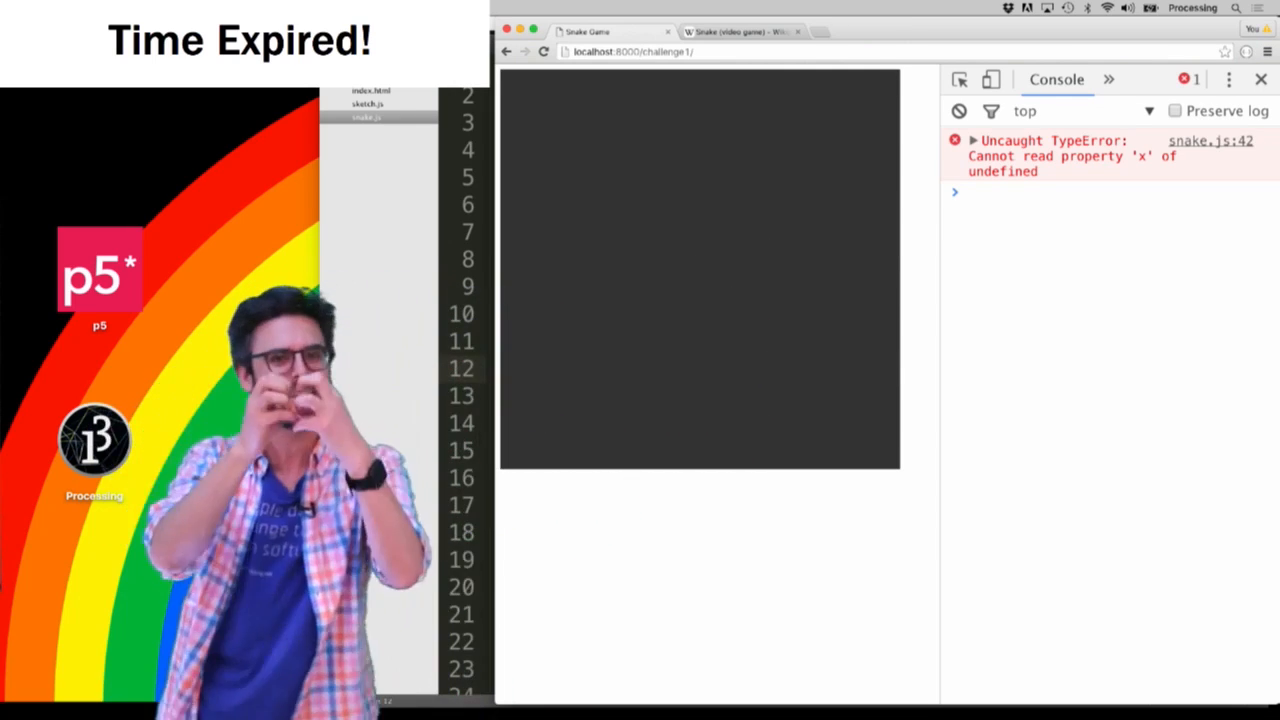 Time Expired!
Processing
Snake Game
Snake (video game) - Wiki
You
localhost:8000/challenge1/
index.html
sketch.js
snake.js
Console
1
top
Preserve log
Uncaught TypeError: snake.js:42
Cannot read property 'x' of
undefined
p5*
p5
Processing
2
3
4
5
6
7
8
9
10
11
12
13
14
15
16
17
18
19
20
21
22
23
24